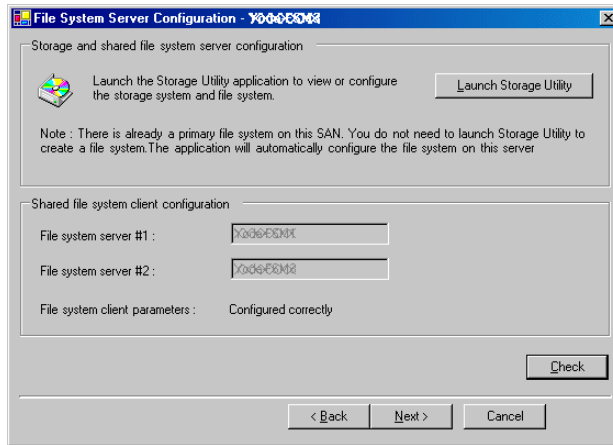 File System Server Configuration -
Storage and shared file system server configuration
Launch the Storage Utility application to view or configure
the storage system and file system.
Launch Storage Utility
Note : There is already a primary file system on this SAN. You do not need to launch Storage Utility to
create a file system.The application will automatically configure the file system on this server
Shared file system client configuration
File system server #1 :
File system server #2 :
File system client parameters : Configured correctly
Check
< Back Next > Cancel